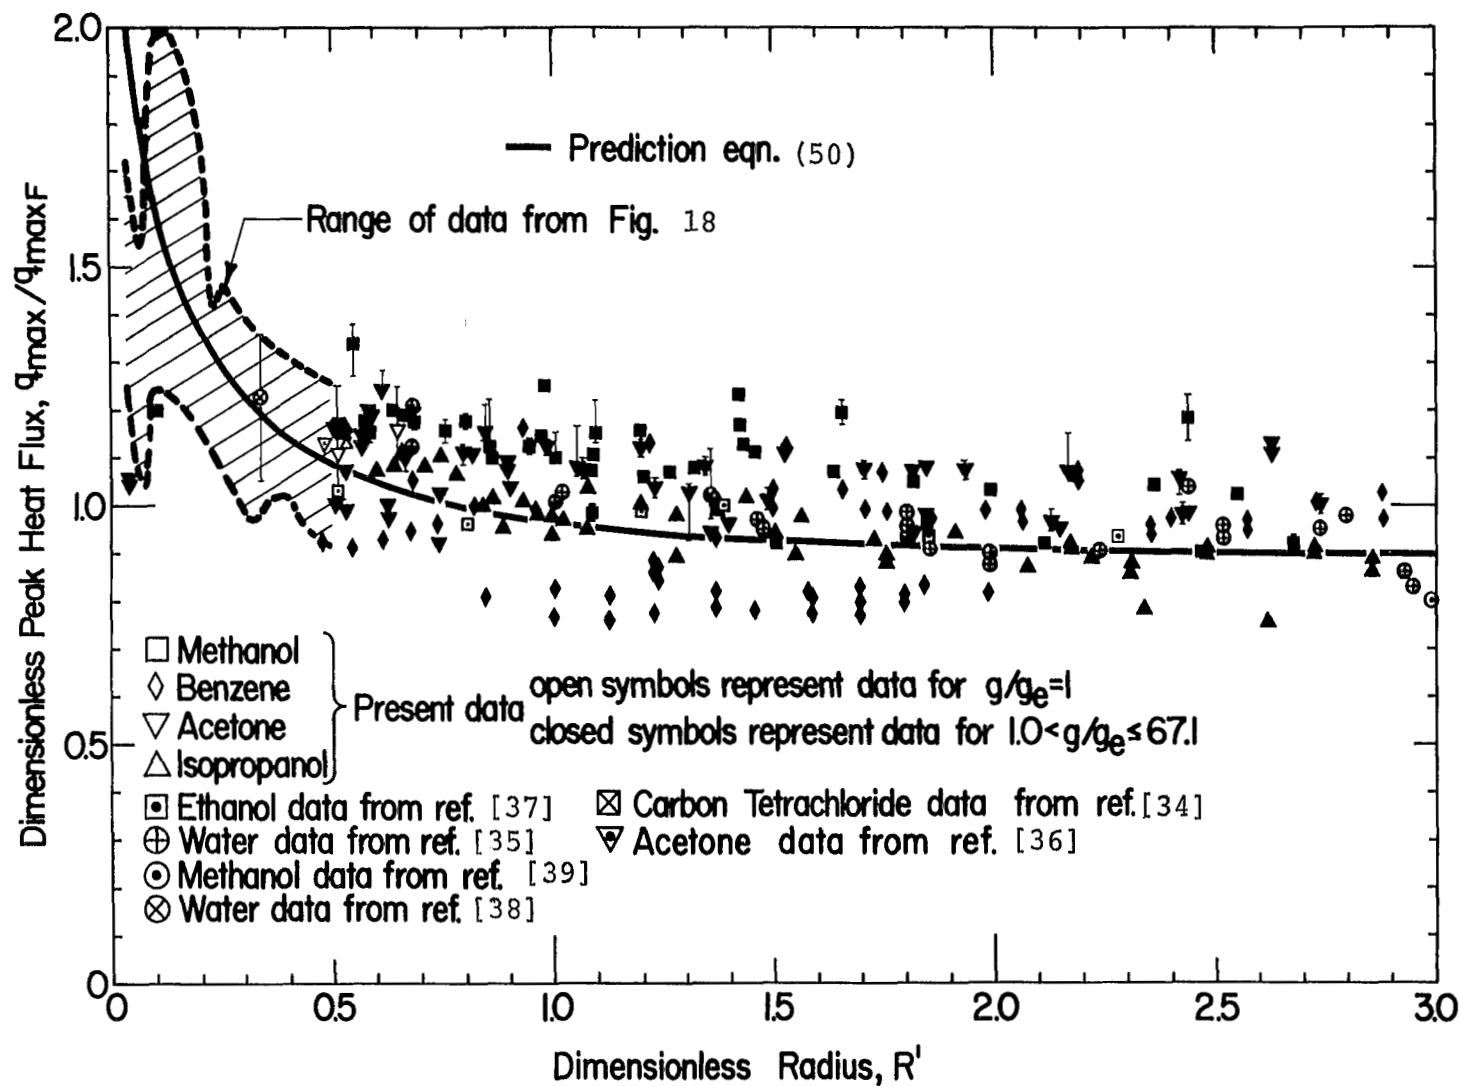 2.0
1.5
1.0
0.5
0
Dimensionless Peak Heat Flux, qmax/qmaxF
Prediction eqn. (50)
Range of data from Fig. 18
Methanol
Benzene
Acetone
Isopropanol
Present data
open symbols represent data for g/ge=1
closed symbols represent data for 1.0<g/ge≤67.1
Ethanol data from ref. [37]
Water data from ref. [35]
Methanol data from ref. [39]
Water data from ref. [38]
Carbon Tetrachloride data from ref. [34]
Acetone data from ref. [36]
0 0.5 1.0 1.5 2.0 2.5 3.0
Dimensionless Radius, R'